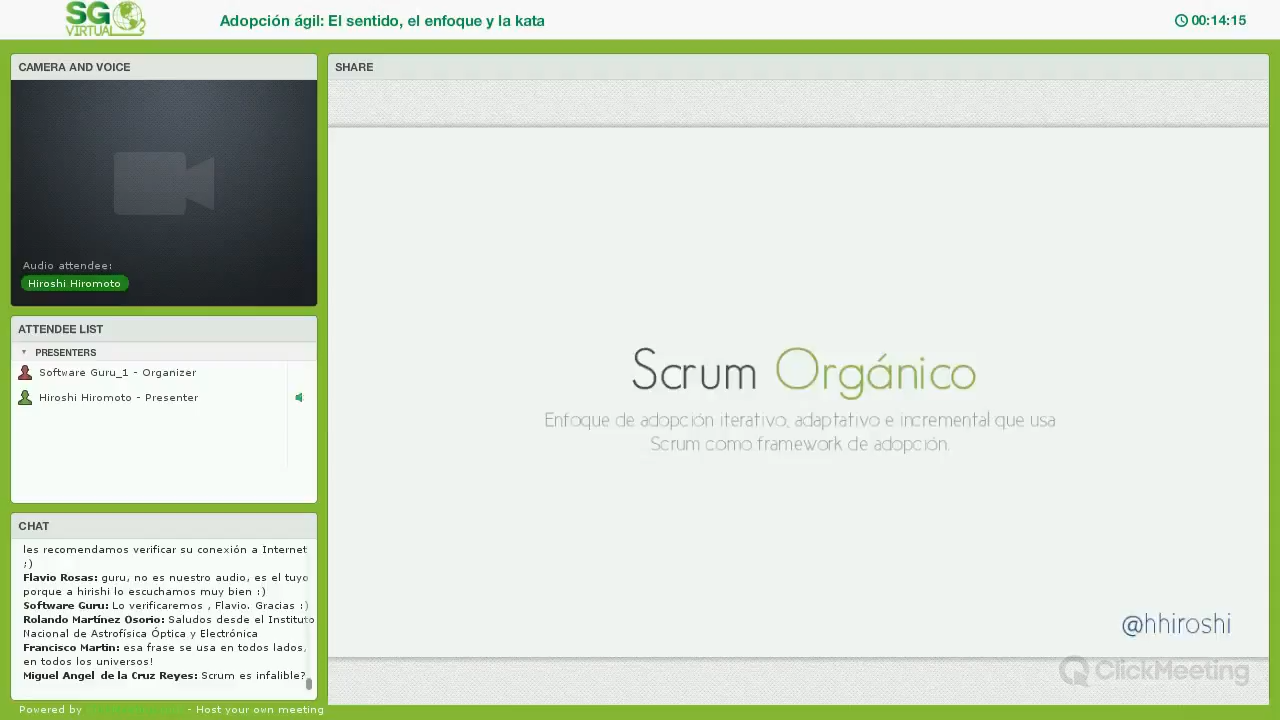 SG
VIRTUAL
Adopción ágil: El sentido, el enfoque y la kata
00:14:15
CAMERA AND VOICE
Audio attendee:
Hiroshi Hiromoto
ATTENDEE LIST
PRESENTERS
Software Guru_1 - Organizer
Hiroshi Hiromoto - Presenter
CHAT
les recomendamos verificar su conexión a Internet
;)
Flavio Rosas: guru, no es nuestro audio, es el tuyo
porque a hirishi lo escuchamos muy bien :)
Software Guru: Lo verificaremos , Flavio. Gracias :)
Rolando Martínez Osorio: Saludos desde el Instituto
Nacional de Astrofísica Óptica y Electrónica
Francisco Martin: esa frase se usa en todos lados,
en todos los universos!
Miguel Angel de la Cruz Reyes: Scrum es infalible?
Powered by - Host your own meeting
SHARE
Scrum Orgánico
Enfoque de adopción iterativo, adaptativo e incremental que usa
Scrum como framework de adopción.
@hhiroshi
ClickMeeting